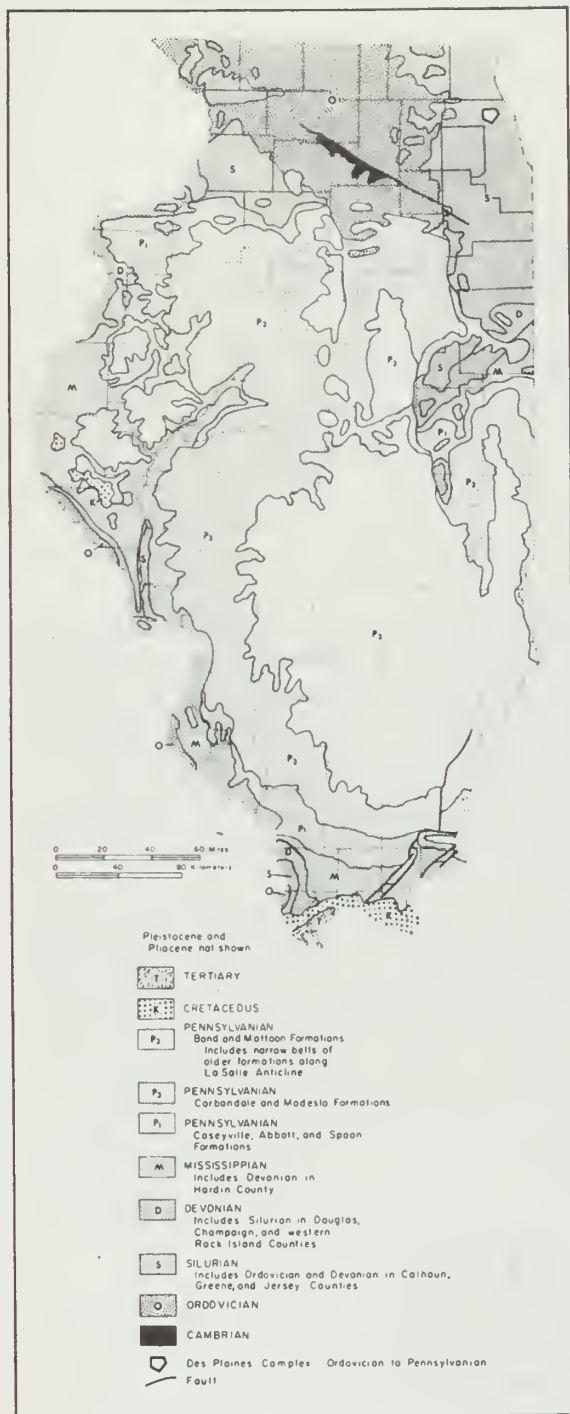 O
S
S
P₁
D
P₂
D
P₃
S
M
M
P₁
P₂
K
P₂
O
S
P₃
O
M
P₂
P₁
0 20 40 60 Miles
0 40 80 Kilometers
D
S
M
O
T
K
Pleistocene and
Pliocene not shown
T TERTIARY
K CRETACEOUS
PENNSYLVANIAN
P₃ Bond and Mattoon Formations
Includes narrow belts of
older formations along
La Salle Anticline
P₂ PENNSYLVANIAN
Carbondale and Modesto Formations
P₁ PENNSYLVANIAN
Caseyville, Abbott, and Spoon
Formations
M MISSISSIPPIAN
Includes Devonian in
Hardin County
D DEVONIAN
Includes Silurian in Douglas,
Champaign, and western
Rock Island Counties
S SILURIAN
Includes Ordovician and Devonian in Calhoun,
Greene, and Jersey Counties
O ORDOVICIAN
CAMBRIAN
Des Plaines Complex Ordovician to Pennsylvanian
Fault